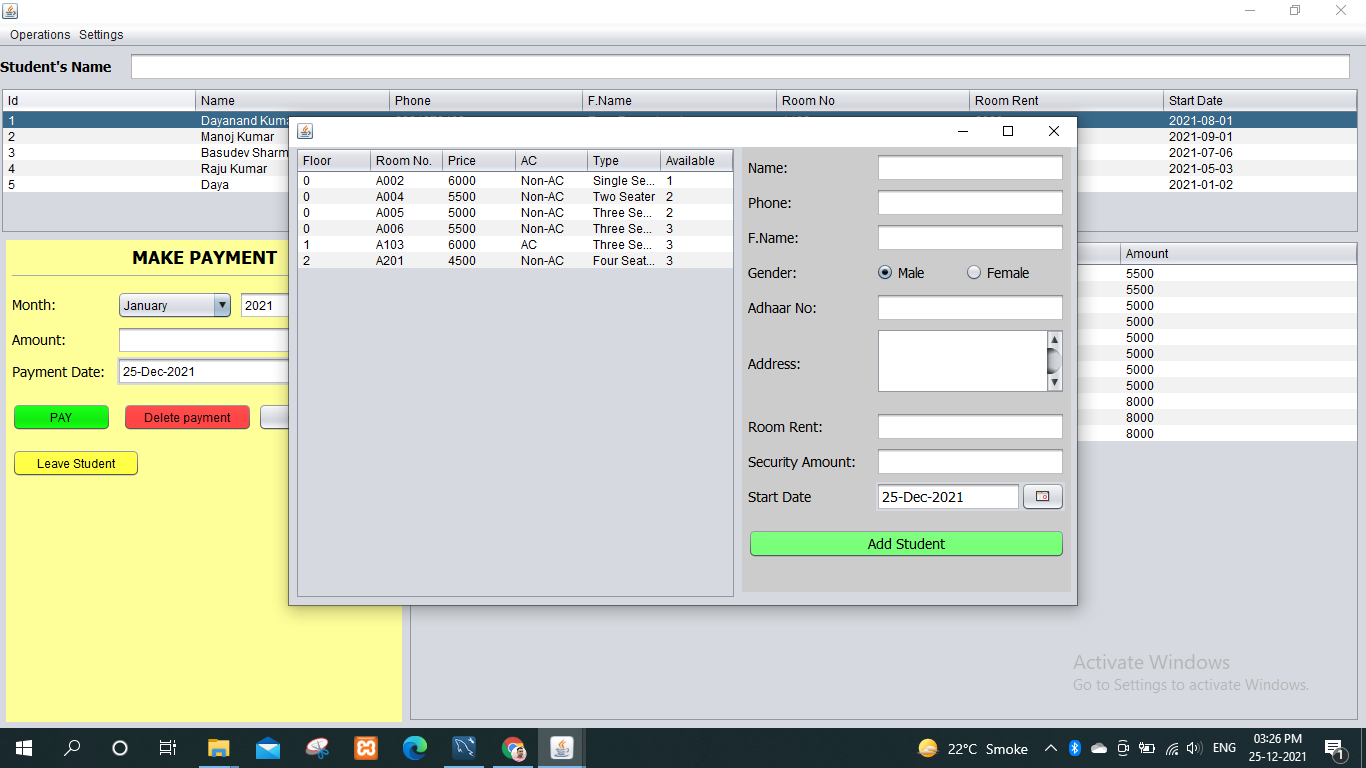 Operations Settings
Student's Name
Id Name Phone F.Name Room No Room Rent Start Date
1 Dayanand Kuma 2021-08-01
2 Manoj Kumar 2021-09-01
3 Basudev Sharm 2021-07-06
4 Raju Kumar 2021-05-03
5 Daya 2021-01-02
Floor Room No. Price AC Type Available
0 A002 6000 Non-AC Single Se... 1
0 A004 5500 Non-AC Two Seater 2
0 A005 5000 Non-AC Three Se... 2
0 A006 5500 Non-AC Three Se... 3
1 A103 6000 AC Three Se... 3
2 A201 4500 Non-AC Four Seat... 3
Name:
Phone:
F.Name:
Gender: Male Female
Adhaar No:
Address:
Room Rent:
Security Amount:
Start Date 25-Dec-2021
Add Student
MAKE PAYMENT
Month: January 2021
Amount:
Payment Date: 25-Dec-2021
PAY Delete payment
Leave Student
Amount
5500
5500
5000
5000
5000
5000
5000
5000
8000
8000
8000
Activate Windows
Go to Settings to activate Windows.
22°C Smoke ENG 03:26 PM
25-12-2021
1